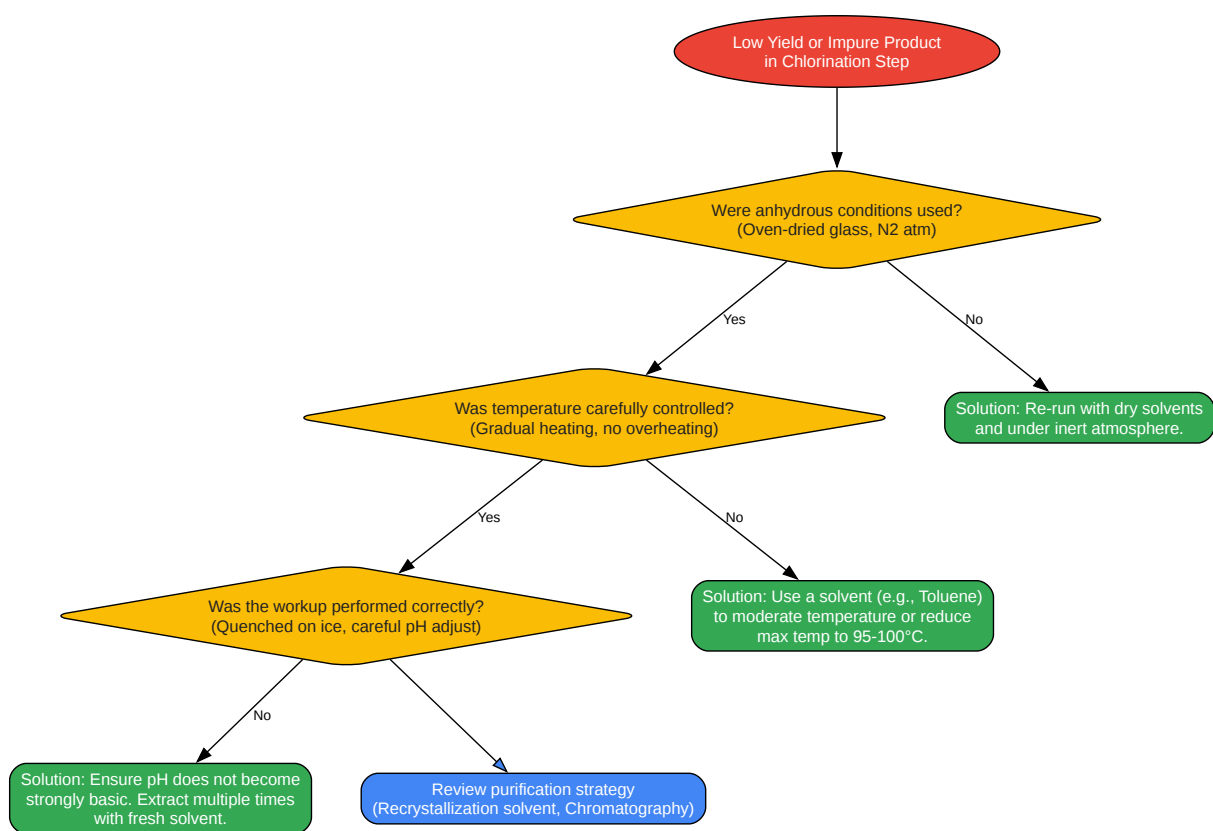 Low Yield or Impure Product
in Chlorination Step
Were anhydrous conditions used?
(Oven-dried glass, N2 atm)
Yes
No
Was temperature carefully controlled?
(Gradual heating, no overheating)
Solution: Re-run with dry solvents
and under inert atmosphere.
Yes
No
Was the workup performed correctly?
(Quenched on ice, careful pH adjust)
Solution: Use a solvent (e.g., Toluene)
to moderate temperature or reduce
max temp to 95-100°C.
No
Solution: Ensure pH does not become
strongly basic. Extract multiple times
with fresh solvent.
Review purification strategy
(Recrystallization solvent, Chromatography)